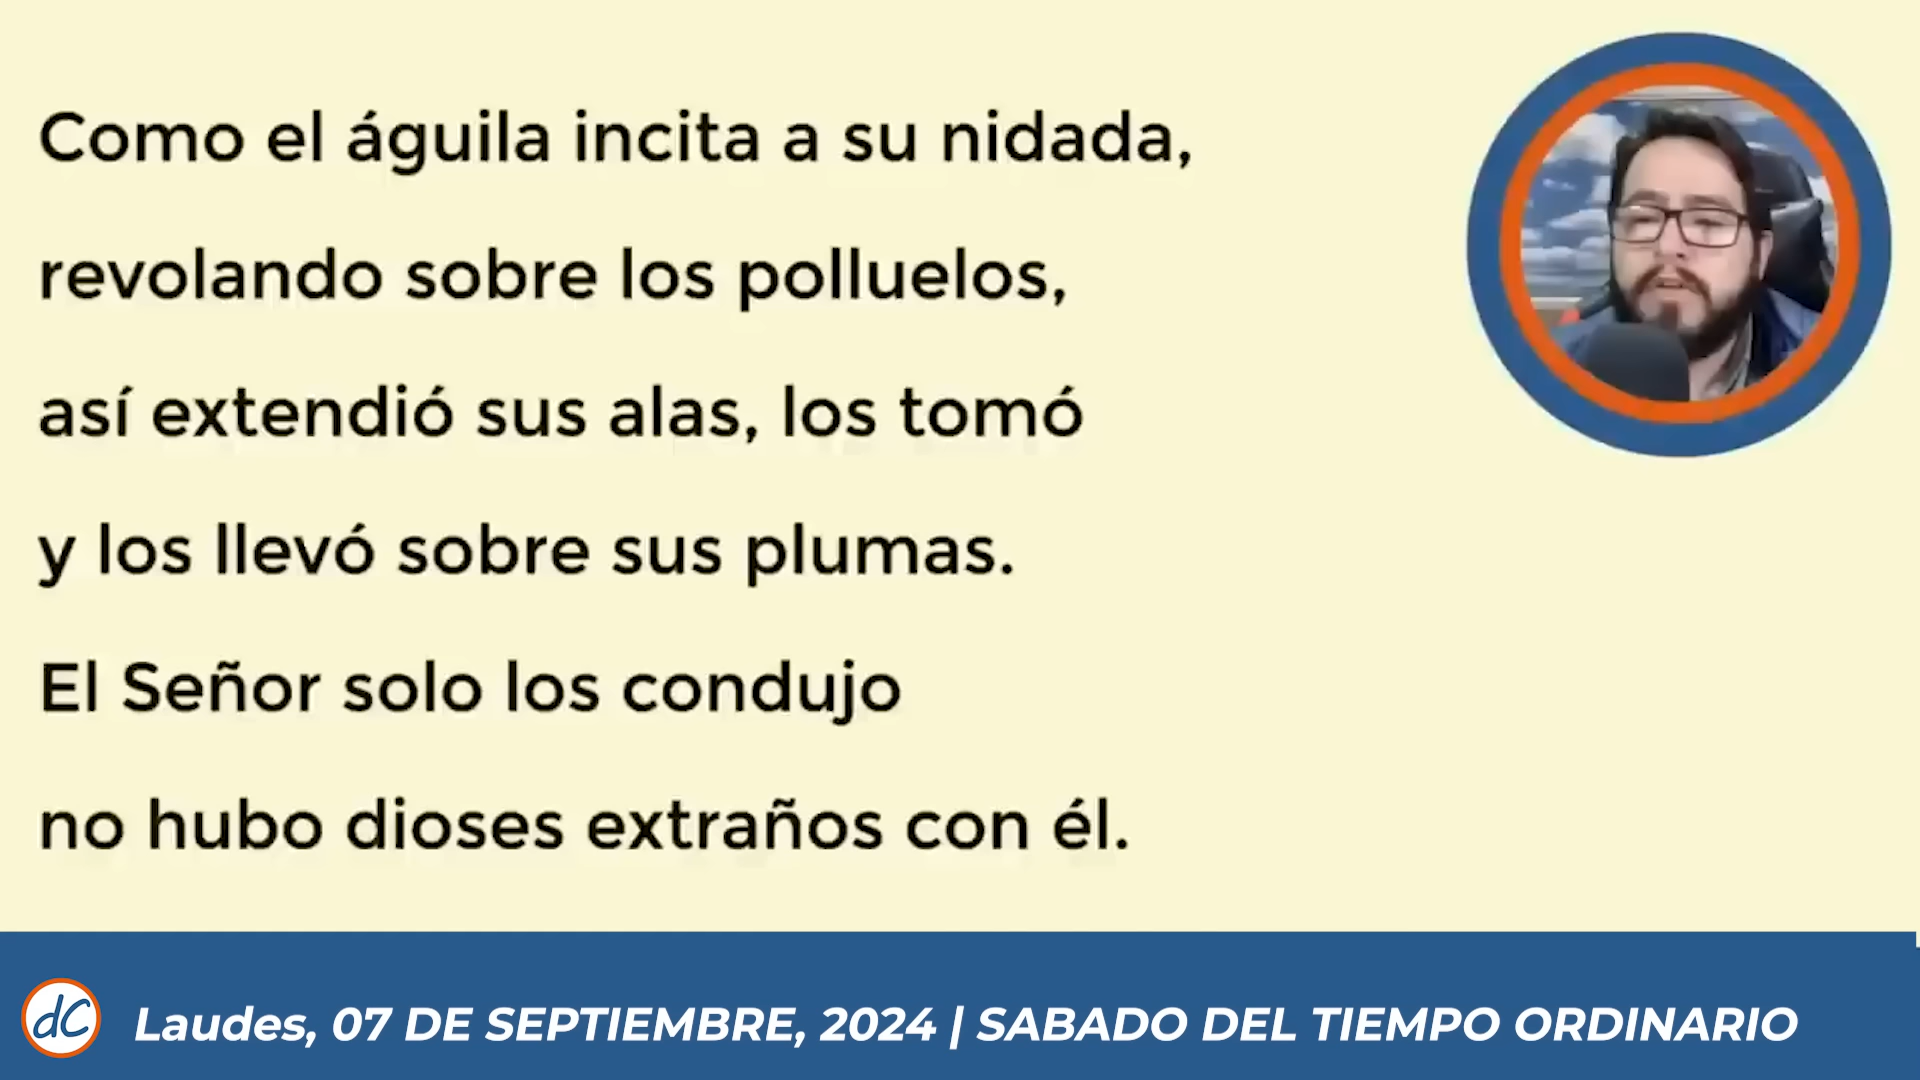 Como el águila incita a su nidada,
revolando sobre los polluelos,
así extendió sus alas, los tomó
y los llevó sobre sus plumas.
El Señor solo los condujo
no hubo dioses extraños con él.
dC Laudes, 07 DE SEPTIEMBRE, 2024 | SABADO DEL TIEMPO ORDINARIO